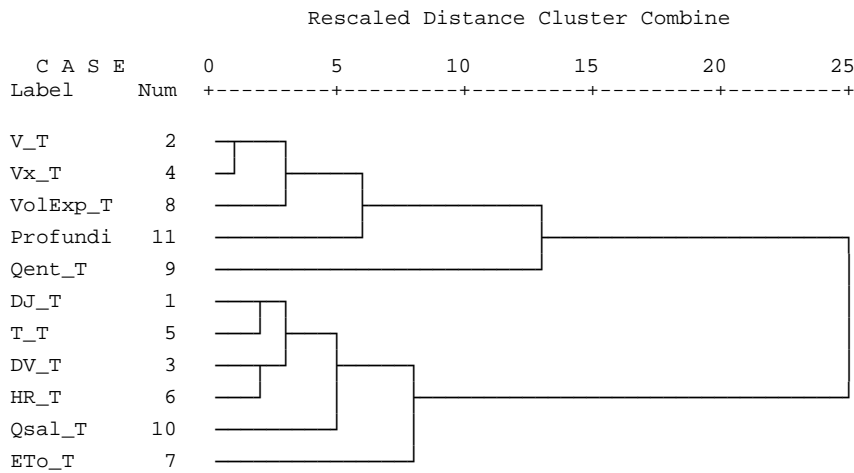 Rescaled Distance Cluster Combine
C A S E 0 5 10 15 20 25
Label Num +---------+---------+---------+---------+---------+
V_T 2
Vx_T 4
VolExp_T 8
Profundi 11
Qent_T 9
DJ_T 1
T_T 5
DV_T 3
HR_T 6
Qsal_T 10
ETo_T 7